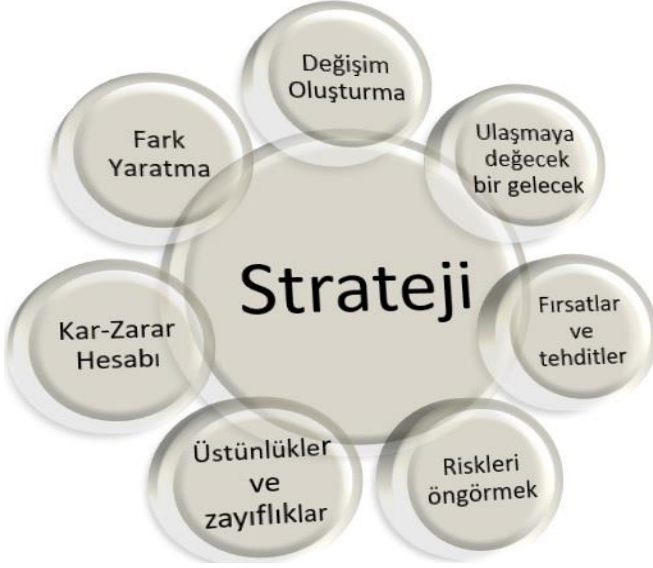 Değişim
Oluşturma
Ulaşmaya
değecek
bir gelecek
Fırsatlar
ve
tehditler
Riskleri
öngörmek
Üstünlükler
ve
zayıflıklar
Kar-Zarar
Hesabı
Fark
Yaratma
Strateji